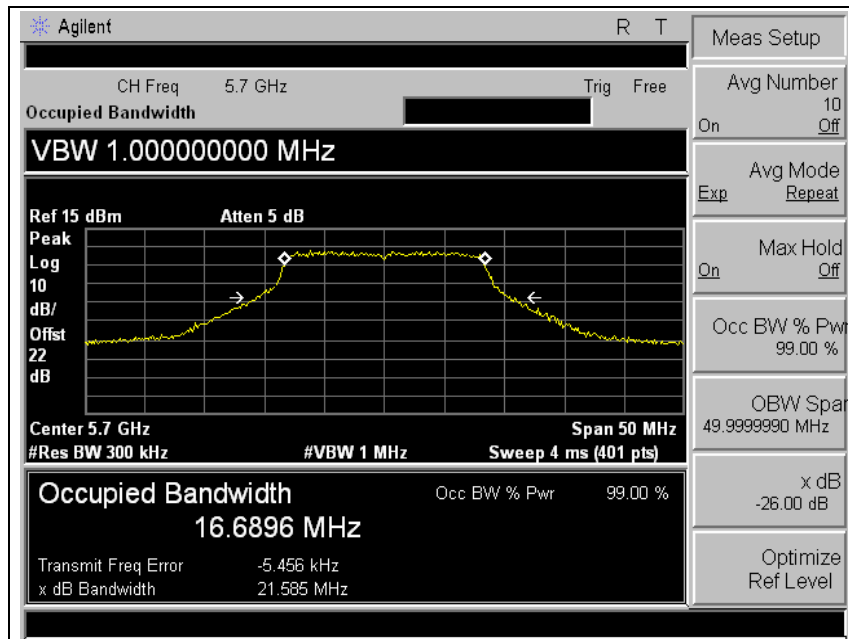 Agilent R T
CH Freq 5.7 GHz Trig Free
Occupied Bandwidth
VBW 1.000000000 MHz
Ref 15 dBm Atten 5 dB
Peak
Log
10
dB/
Offst
22
dB
Center 5.7 GHz Span 50 MHz
#Res BW 300 kHz #VBW 1 MHz Sweep 4 ms (401 pts)
Occupied Bandwidth Occ BW % Pwr 99.00 %
16.6896 MHz
Transmit Freq Error -5.456 kHz
x dB Bandwidth 21.585 MHz
Meas Setup
Avg Number
10
On Off
Avg Mode
Exp Repeat
Max Hold
On Off
Occ BW % Pwr
99.00 %
OBW Spar
49.9999990 MHz
x dB
-26.00 dB
Optimize
Ref Level